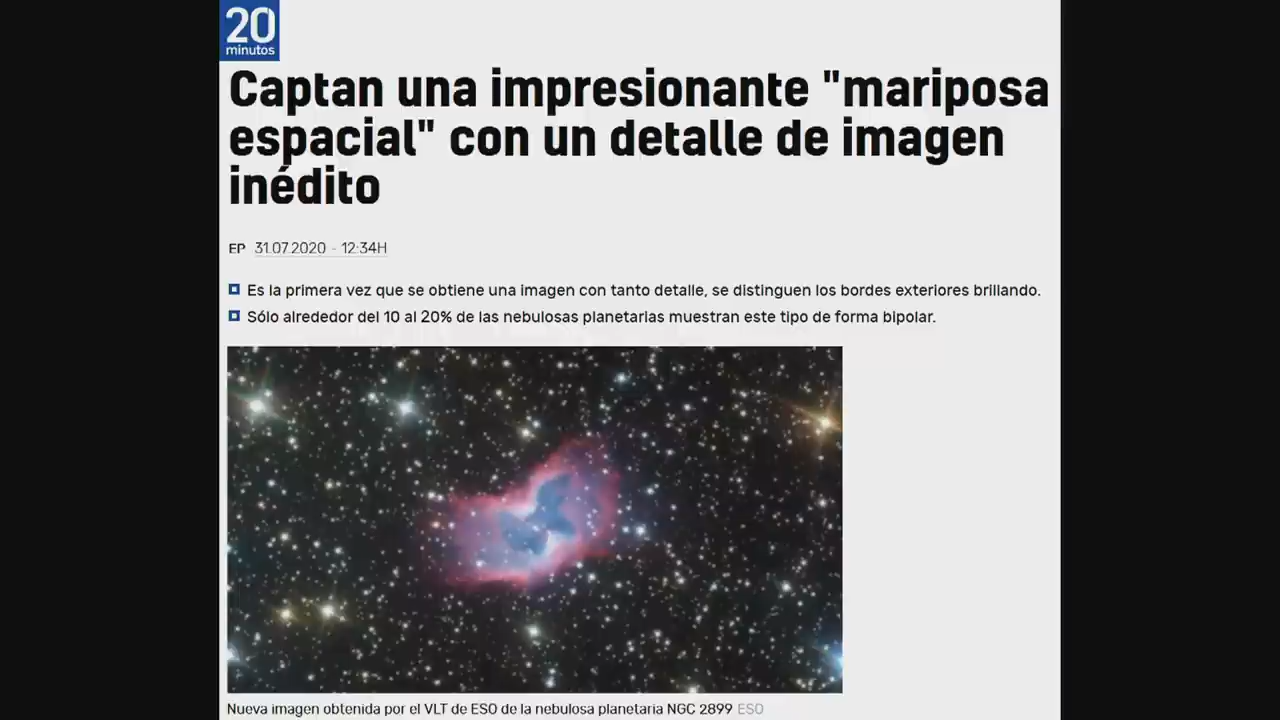 20
minutos
Captan una impresionante "mariposa
espacial" con un detalle de imagen
inédito
EP 31.07.2020 - 12:34H
Es la primera vez que se obtiene una imagen con tanto detalle, se distinguen los bordes exteriores brillando.
Sólo alrededor del 10 al 20% de las nebulosas planetarias muestran este tipo de forma bipolar.
Nueva imagen obtenida por el VLT de ESO de la nebulosa planetaria NGC 2899 ESO